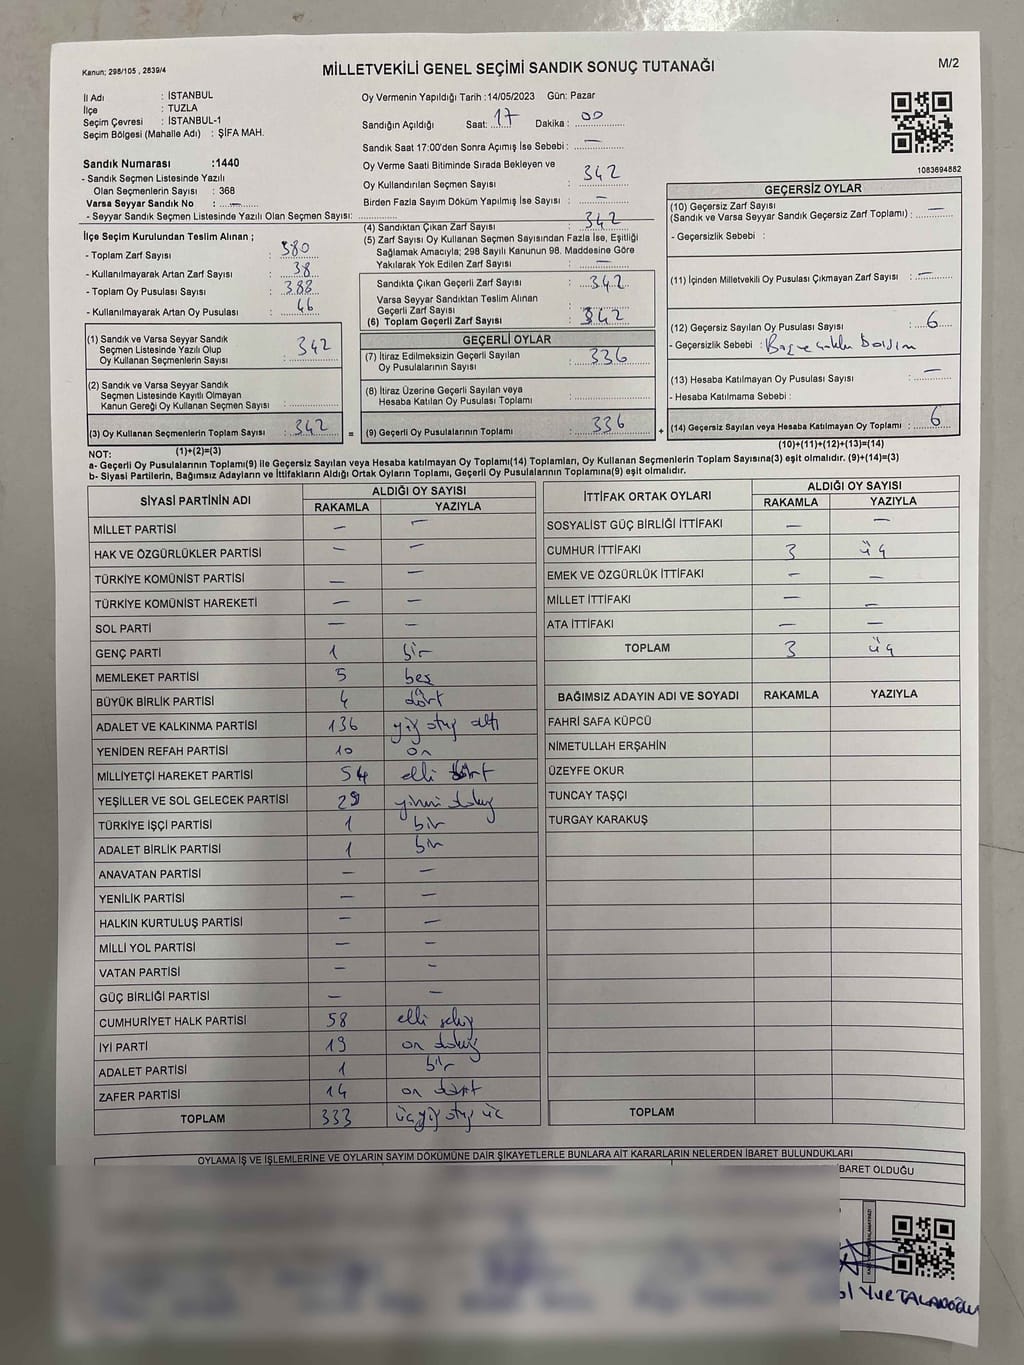 Kanun; 298/105 , 2839/4
MİLLETVEKİLİ GENEL SEÇİMİ SANDIK SONUÇ TUTANAĞI
M/2
İl Adı : İSTANBUL
İlçe : TUZLA
Seçim Çevresi : İSTANBUL-1
Seçim Bölgesi (Mahalle Adı) : ŞİFA MAH.
Oy Vermenin Yapıldığı Tarih :14/05/2023 Gün: Pazar
Sandığın Açıldığı Saat: 17 Dakika : 00
Sandık Saat 17:00'den Sonra Açımış İse Sebebi : —
Sandık Numarası :1440
- Sandık Seçmen Listesinde Yazılı
Olan Seçmenlerin Sayısı : 368
Varsa Seyyar Sandık No : —
- Seyyar Sandık Seçmen Listesinde Yazılı Olan Seçmen Sayısı:
Oy Verme Saati Bitiminde Sırada Bekleyen ve
Oy Kullandırılan Seçmen Sayısı : 342
Birden Fazla Sayım Döküm Yapılmış İse Sayısı : —
İlçe Seçim Kurulundan Teslim Alınan ;
- Toplam Zarf Sayısı : 380
- Kullanılmayarak Artan Zarf Sayısı : 38
- Toplam Oy Pusulası Sayısı : 388
- Kullanılmayarak Artan Oy Pusulası : 46
(4) Sandıktan Çıkan Zarf Sayısı : 342
(5) Zarf Sayısı Oy Kullanan Seçmen Sayısından Fazla İse, Eşitliği
Sağlamak Amacıyla; 298 Sayılı Kanunun 98. Maddesine Göre
Yakılarak Yok Edilen Zarf Sayısı : —
Sandıkta Çıkan Geçerli Zarf Sayısı : 342
Varsa Seyyar Sandıktan Teslim Alınan
Geçerli Zarf Sayısı :
(6) Toplam Geçerli Zarf Sayısı : 342
1083694882
GEÇERSİZ OYLAR
(10) Geçersiz Zarf Sayısı
(Sandık ve Varsa Seyyar Sandık Geçersiz Zarf Toplamı) : —
- Geçersizlik Sebebi :
(11) İçinden Milletvekili Oy Pusulası Çıkmayan Zarf Sayısı : —
(12) Geçersiz Sayılan Oy Pusulası Sayısı : 6
- Geçersizlik Sebebi :
(13) Hesaba Katılmayan Oy Pusulası Sayısı : —
- Hesaba Katılmama Sebebi :
(14) Geçersiz Sayılan veya Hesaba Katılmayan Oy Toplamı : 6
(10)+(11)+(12)+(13)=(14)
(1) Sandık ve Varsa Seyyar Sandık
Seçmen Listesinde Yazılı Olup
Oy Kullanan Seçmenlerin Sayısı : 342
(2) Sandık ve Varsa Seyyar Sandık
Seçmen Listesinde Kayıtlı Olmayan
Kanun Gereği Oy Kullanan Seçmen Sayısı :
(3) Oy Kullanan Seçmenlerin Toplam Sayısı : 342 =
(1)+(2)=(3)
GEÇERLİ OYLAR
(7) İtiraz Edilmeksizin Geçerli Sayılan
Oy Pusulalarının Sayısı : 336
(8) İtiraz Üzerine Geçerli Sayılan veya
Hesaba Katılan Oy Pusulası Toplamı :
(9) Geçerli Oy Pusulalarının Toplamı : 336 +
NOT:
a- Geçerli Oy Pusulalarının Toplamı(9) ile Geçersiz Sayılan veya Hesaba katılmayan Oy Toplamı(14) Toplamları, Oy Kullanan Seçmenlerin Toplam Sayısına(3) eşit olmalıdır. (9)+(14)=(3)
b- Siyasi Partilerin, Bağımsız Adayların ve İttifakların Aldığı Ortak Oyların Toplamı, Geçerli Oy Pusulalarının Toplamına(9) eşit olmalıdır.
SİYASİ PARTİNİN ADI ALDIĞI OY SAYISI
RAKAMLA YAZIYLA
MİLLET PARTİSİ — —
HAK VE ÖZGÜRLÜKLER PARTİSİ — —
TÜRKİYE KOMÜNİST PARTİSİ — —
TÜRKİYE KOMÜNİST HAREKETİ — —
SOL PARTİ — —
GENÇ PARTİ 1 bir
MEMLEKET PARTİSİ 5 beş
BÜYÜK BİRLİK PARTİSİ 4 dört
ADALET VE KALKINMA PARTİSİ 136 yüz otuz altı
YENİDEN REFAH PARTİSİ 10 on
MİLLİYETÇİ HAREKET PARTİSİ 54 elli dört
YEŞİLLER VE SOL GELECEK PARTİSİ 29 yirmi dokuz
TÜRKİYE İŞÇİ PARTİSİ 1 bir
ADALET BİRLİK PARTİSİ 1 bir
ANAVATAN PARTİSİ — —
YENİLİK PARTİSİ — —
HALKIN KURTULUŞ PARTİSİ — —
MİLLİ YOL PARTİSİ — —
VATAN PARTİSİ — —
GÜÇ BİRLİĞİ PARTİSİ — —
CUMHURİYET HALK PARTİSİ 58 elli sekiz
İYİ PARTİ 19 on dokuz
ADALET PARTİSİ 1 bir
ZAFER PARTİSİ 14 on dört
TOPLAM 333 üçyüz otuz üç
İTTİFAK ORTAK OYLARI ALDIĞI OY SAYISI
RAKAMLA YAZIYLA
SOSYALİST GÜÇ BİRLİĞİ İTTİFAKI — —
CUMHUR İTTİFAKI 3 üç
EMEK VE ÖZGÜRLÜK İTTİFAKI — —
MİLLET İTTİFAKI — —
ATA İTTİFAKI — —
TOPLAM 3 üç
BAĞIMSIZ ADAYIN ADI VE SOYADI RAKAMLA YAZIYLA
FAHRİ SAFA KÜPCÜ
NİMETULLAH ERŞAHİN
ÜZEYFE OKUR
TUNCAY TAŞÇI
TURGAY KARAKUŞ
TOPLAM
OYLAMA İŞ VE İŞLEMLERİNE VE OYLARIN SAYIM DÖKÜMÜNE DAİR ŞİKAYETLERLE BUNLARA AİT KARARLARIN NELERDEN İBARET BULUNDUKLARI
İBARET OLDUĞU
YURTALANOĞLU